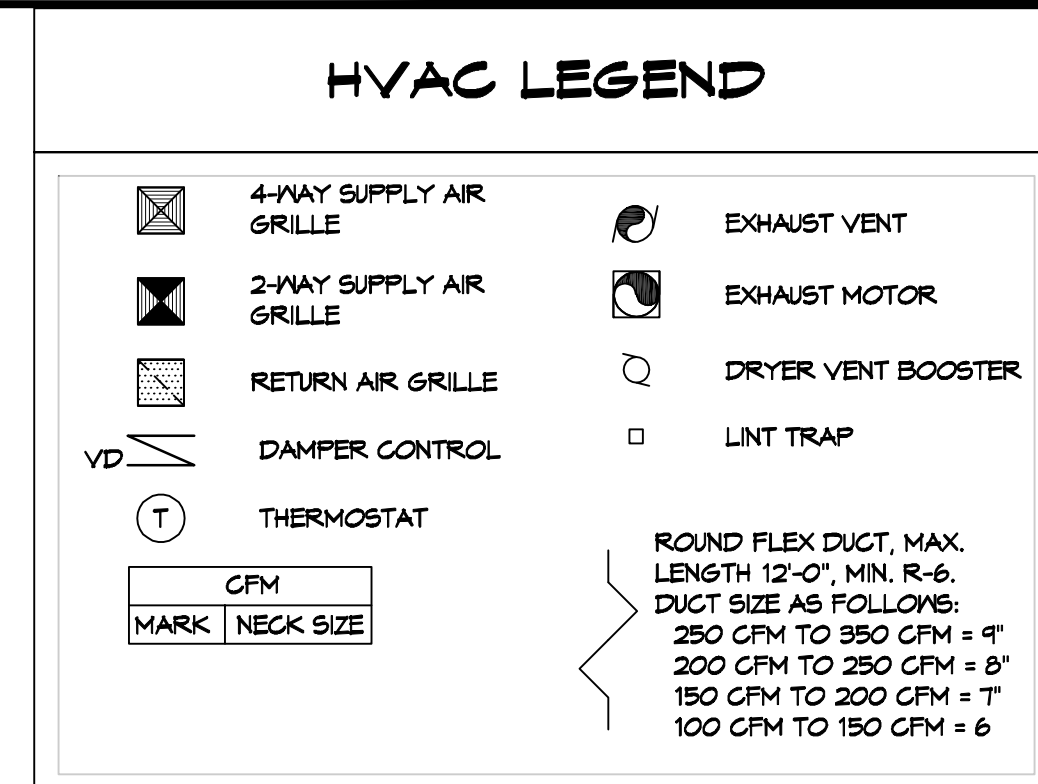 HVAC LEGEND
4-WAY SUPPLY AIR
GRILLE
2-WAY SUPPLY AIR
GRILLE
RETURN AIR GRILLE
VD
DAMPER CONTROL
T
THERMOSTAT
CFM
MARK NECK SIZE
EXHAUST VENT
EXHAUST MOTOR
DRYER VENT BOOSTER
LINT TRAP
ROUND FLEX DUCT, MAX.
LENGTH 12'-0", MIN. R-6.
DUCT SIZE AS FOLLOWS:
250 CFM TO 350 CFM = 9"
200 CFM TO 250 CFM = 8"
150 CFM TO 200 CFM = 7"
100 CFM TO 150 CFM = 6